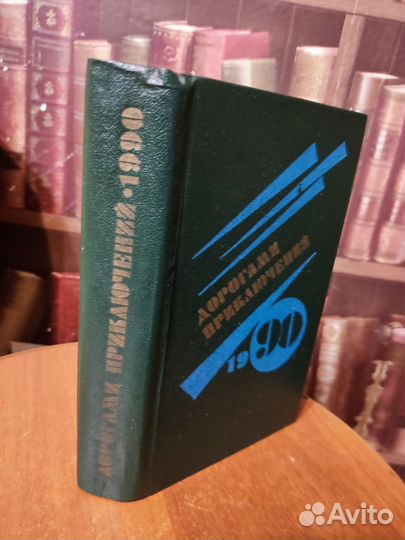 ДОРОГАМИ ПРИКЛЮЧЕНИЙ • 1990
ДОРОГАМИ
ПРИКЛЮЧЕНИЙ
1990
Avito